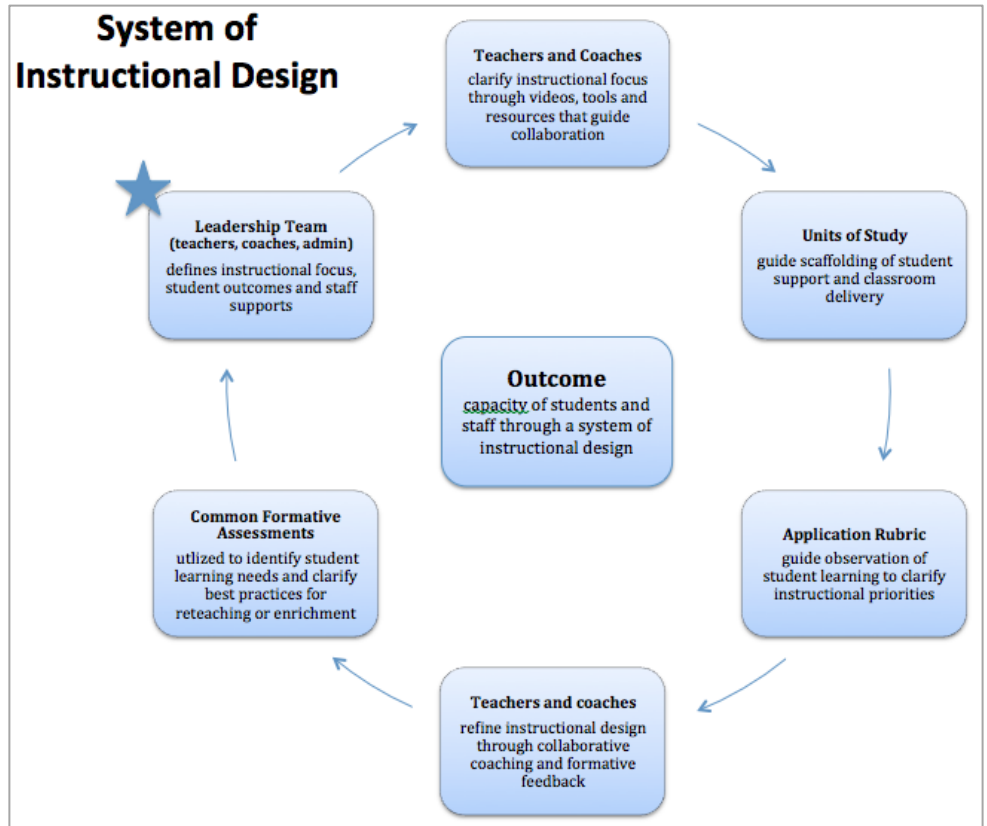 System of
Instructional Design
Teachers and Coaches
clarify instructional focus
through videos, tools and
resources that guide
collaboration
Units of Study
guide scaffolding of student
support and classroom
delivery
Application Rubric
guide observation of
student learning to clarify
instructional priorities
Teachers and coaches
refine instructional design
through collaborative
coaching and formative
feedback
Common Formative
Assessments
utlized to identify student
learning needs and clarify
best practices for
reteaching or enrichment
Leadership Team
(teachers, coaches, admin)
defines instructional focus,
student outcomes and staff
supports
Outcome
capacity of students and
staff through a system of
instructional design